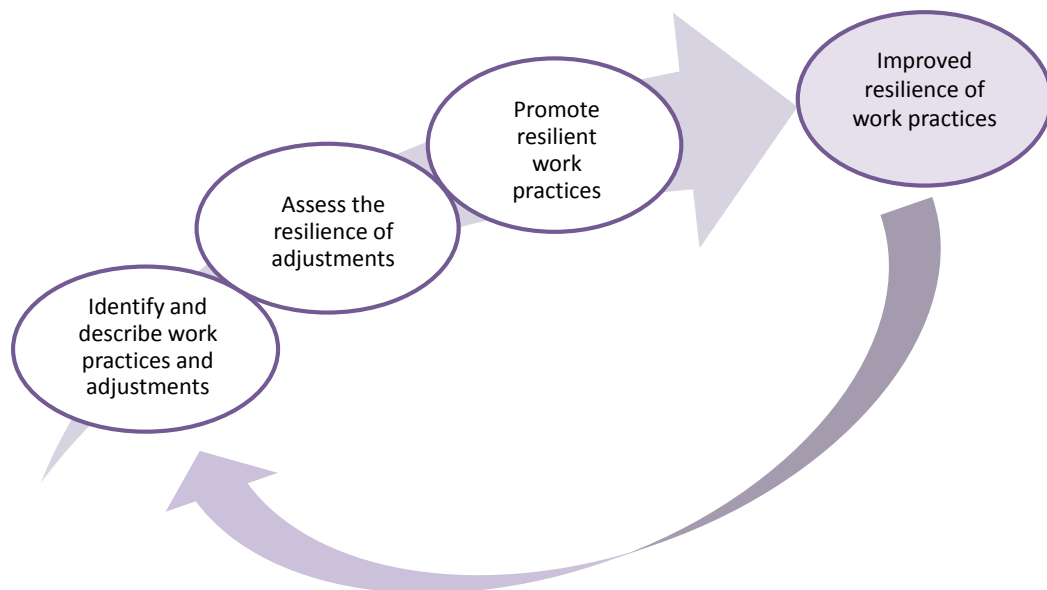 Identify and
describe work
practices and
adjustments
Assess the
resilience of
adjustments
Promote
resilient
work
practices
Improved
resilience of
work practices